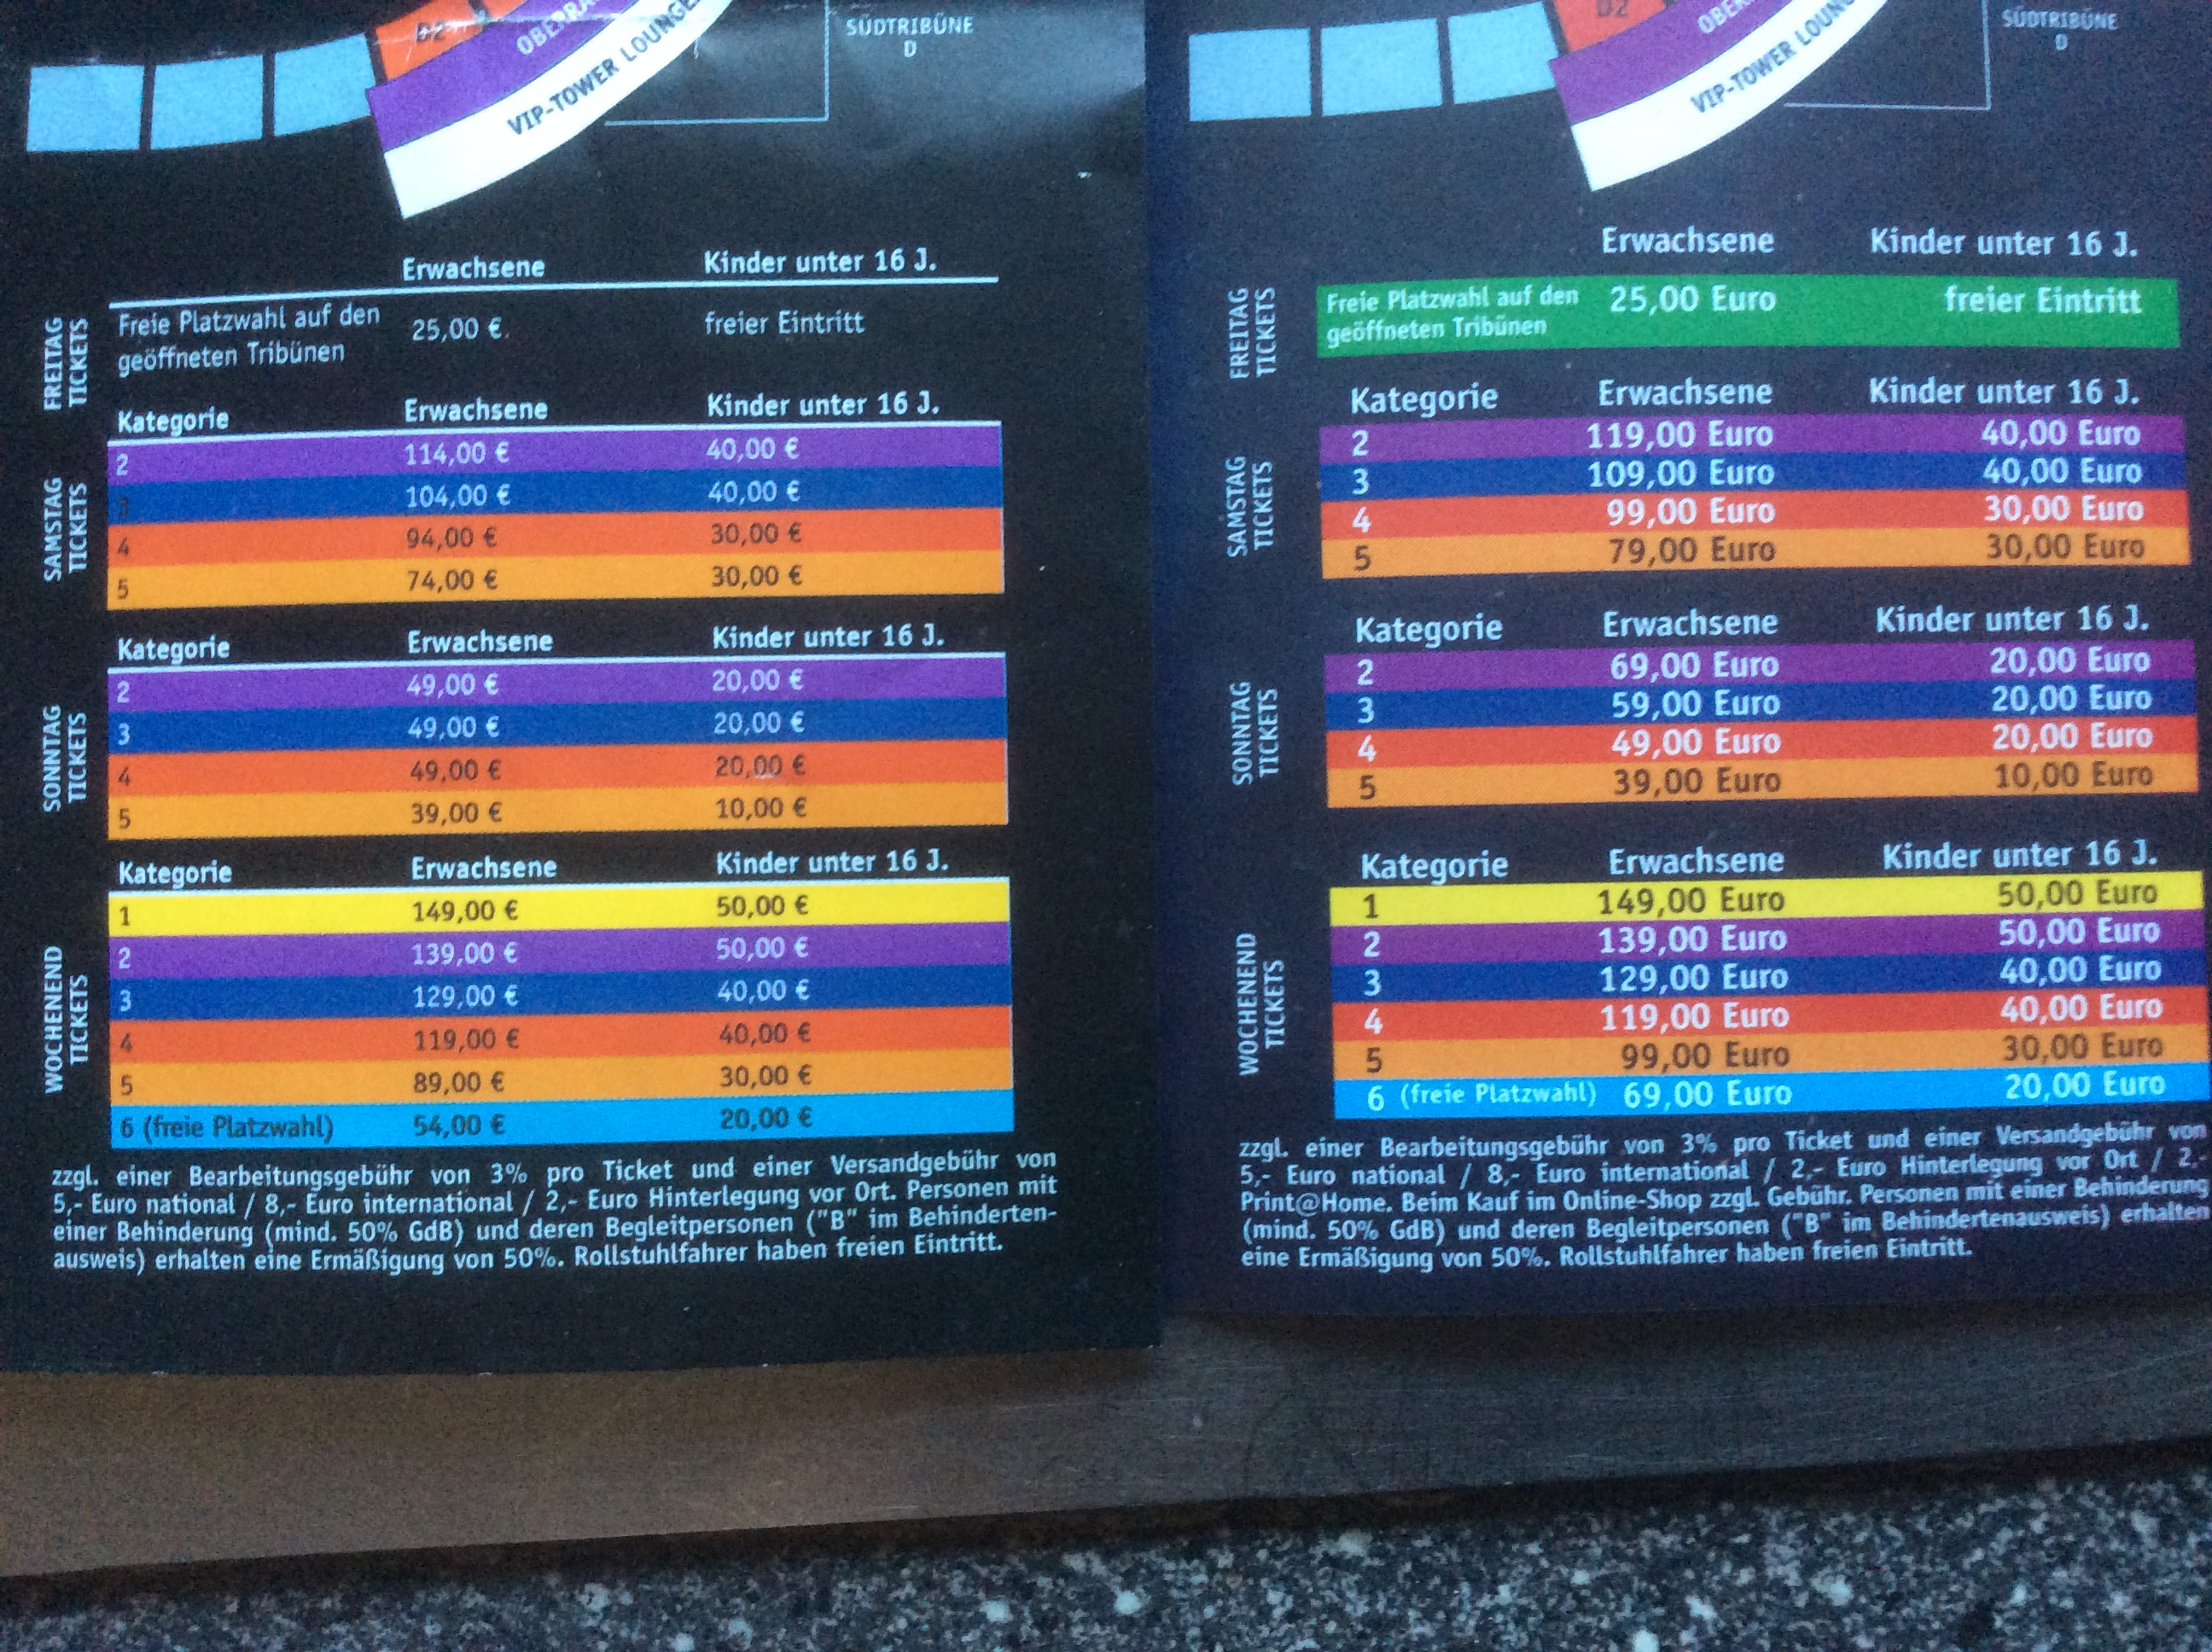 D2
OBERRA
VIP-TOWER LOUNGE
SÜDTRIBÜNE
D
Erwachsene Kinder unter 16 J.
FREITAG
TICKETS
Freie Platzwahl auf den
geöffneten Tribünen
25,00 €. freier Eintritt
SAMSTAG
TICKETS
Kategorie Erwachsene Kinder unter 16 J.
2 114,00 € 40,00 €
3 104,00 € 40,00 €
4 94,00 € 30,00 €
5 74,00 € 30,00 €
SONNTAG
TICKETS
Kategorie Erwachsene Kinder unter 16 J.
2 49,00 € 20,00 €
3 49,00 € 20,00 €
4 49,00 € 20,00 €
5 39,00 € 10,00 €
WOCHENEND
TICKETS
Kategorie Erwachsene Kinder unter 16 J.
1 149,00 € 50,00 €
2 139,00 € 50,00 €
3 129,00 € 40,00 €
4 119,00 € 40,00 €
5 89,00 € 30,00 €
6 (freie Platzwahl) 54,00 € 20,00 €
zzgl. einer Bearbeitungsgebühr von 3% pro Ticket und einer Versandgebühr von
5,- Euro national / 8,- Euro international / 2,- Euro Hinterlegung vor Ort. Personen mit
einer Behinderung (mind. 50% GdB) und deren Begleitpersonen ("B" im Behinderten-
ausweis) erhalten eine Ermäßigung von 50%. Rollstuhlfahrer haben freien Eintritt.
D2
OBER
VIP-TOWER LOUN
SÜDTRIBÜNE
D
Erwachsene Kinder unter 16 J.
FREITAG
TICKETS
Freie Platzwahl auf den
geöffneten Tribünen
25,00 Euro freier Eintritt
SAMSTAG
TICKETS
Kategorie Erwachsene Kinder unter 16 J.
2 119,00 Euro 40,00 Euro
3 109,00 Euro 40,00 Euro
4 99,00 Euro 30,00 Euro
5 79,00 Euro 30,00 Euro
SONNTAG
TICKETS
Kategorie Erwachsene Kinder unter 16 J.
2 69,00 Euro 20,00 Euro
3 59,00 Euro 20,00 Euro
4 49,00 Euro 20,00 Euro
5 39,00 Euro 10,00 Euro
WOCHENEND
TICKETS
Kategorie Erwachsene Kinder unter 16 J.
1 149,00 Euro 50,00 Euro
2 139,00 Euro 50,00 Euro
3 129,00 Euro 40,00 Euro
4 119,00 Euro 40,00 Euro
5 99,00 Euro 30,00 Euro
6 (freie Platzwahl) 69,00 Euro 20,00 Euro
zzgl. einer Bearbeitungsgebühr von 3% pro Ticket und einer Versandgebühr von
5,- Euro national / 8,- Euro international / 2,- Euro Hinterlegung vor Ort / 2,-
Print@Home. Beim Kauf im Online-Shop zzgl. Gebühr. Personen mit einer Behinderung
(mind. 50% GdB) und deren Begleitpersonen ("B" im Behindertenausweis) erhalten
eine Ermäßigung von 50%. Rollstuhlfahrer haben freien Eintritt.